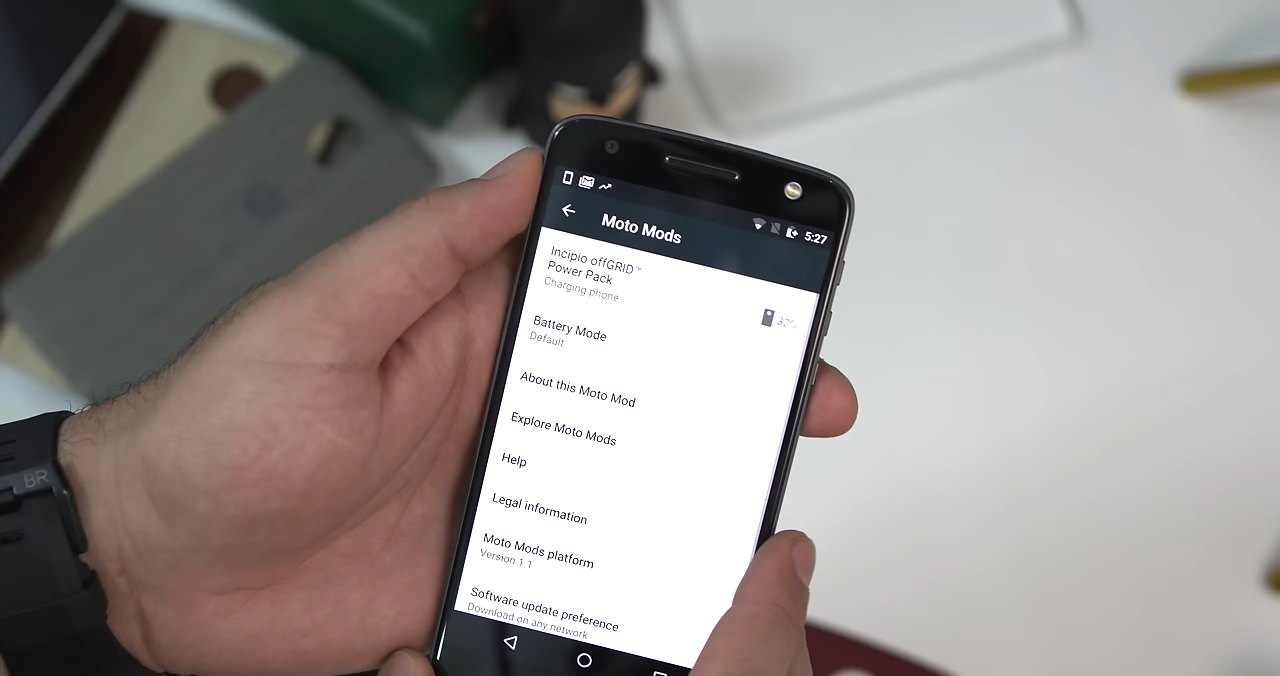 5:27
Moto Mods
Incipio offGRID™
Power Pack
Charging phone
32%
Battery Mode
Default
About this Moto Mod
Explore Moto Mods
Help
Legal information
Moto Mods platform
Version 1.1
Software update preference
Download on any network
BR